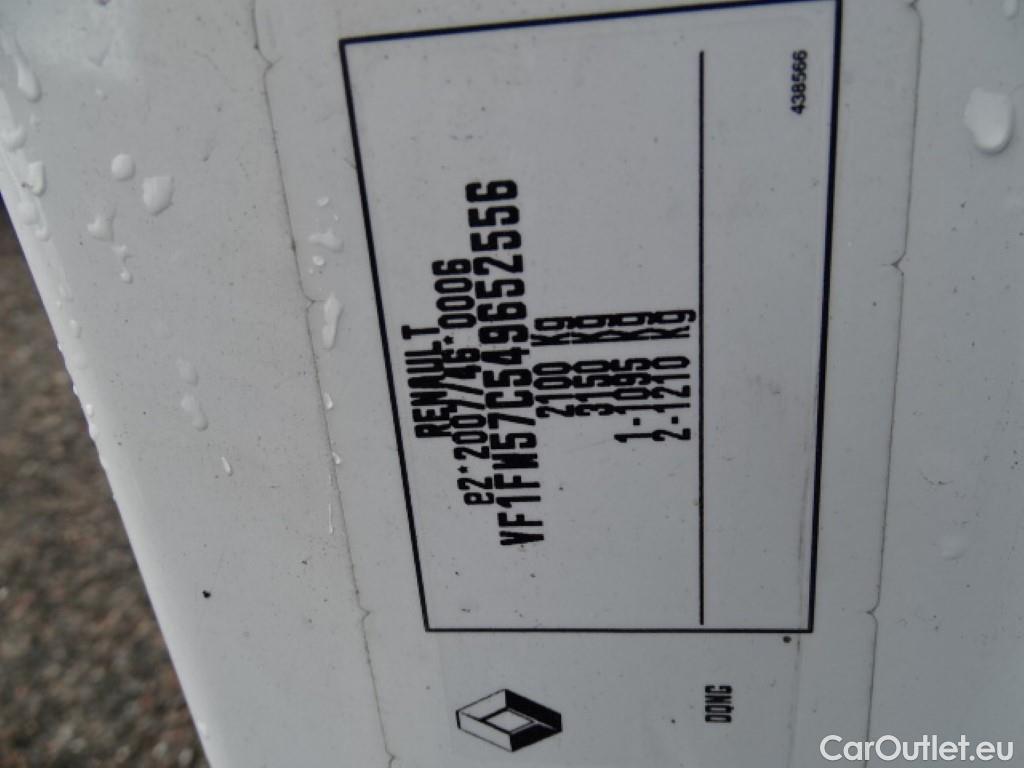 RENAULT
e2*2007/46*0006
VF1FW57C549652556
2100 Kg
3150 Kg
1- 1095 Kg
2-1210 Kg
438566
DQNG
CarOutlet.eu